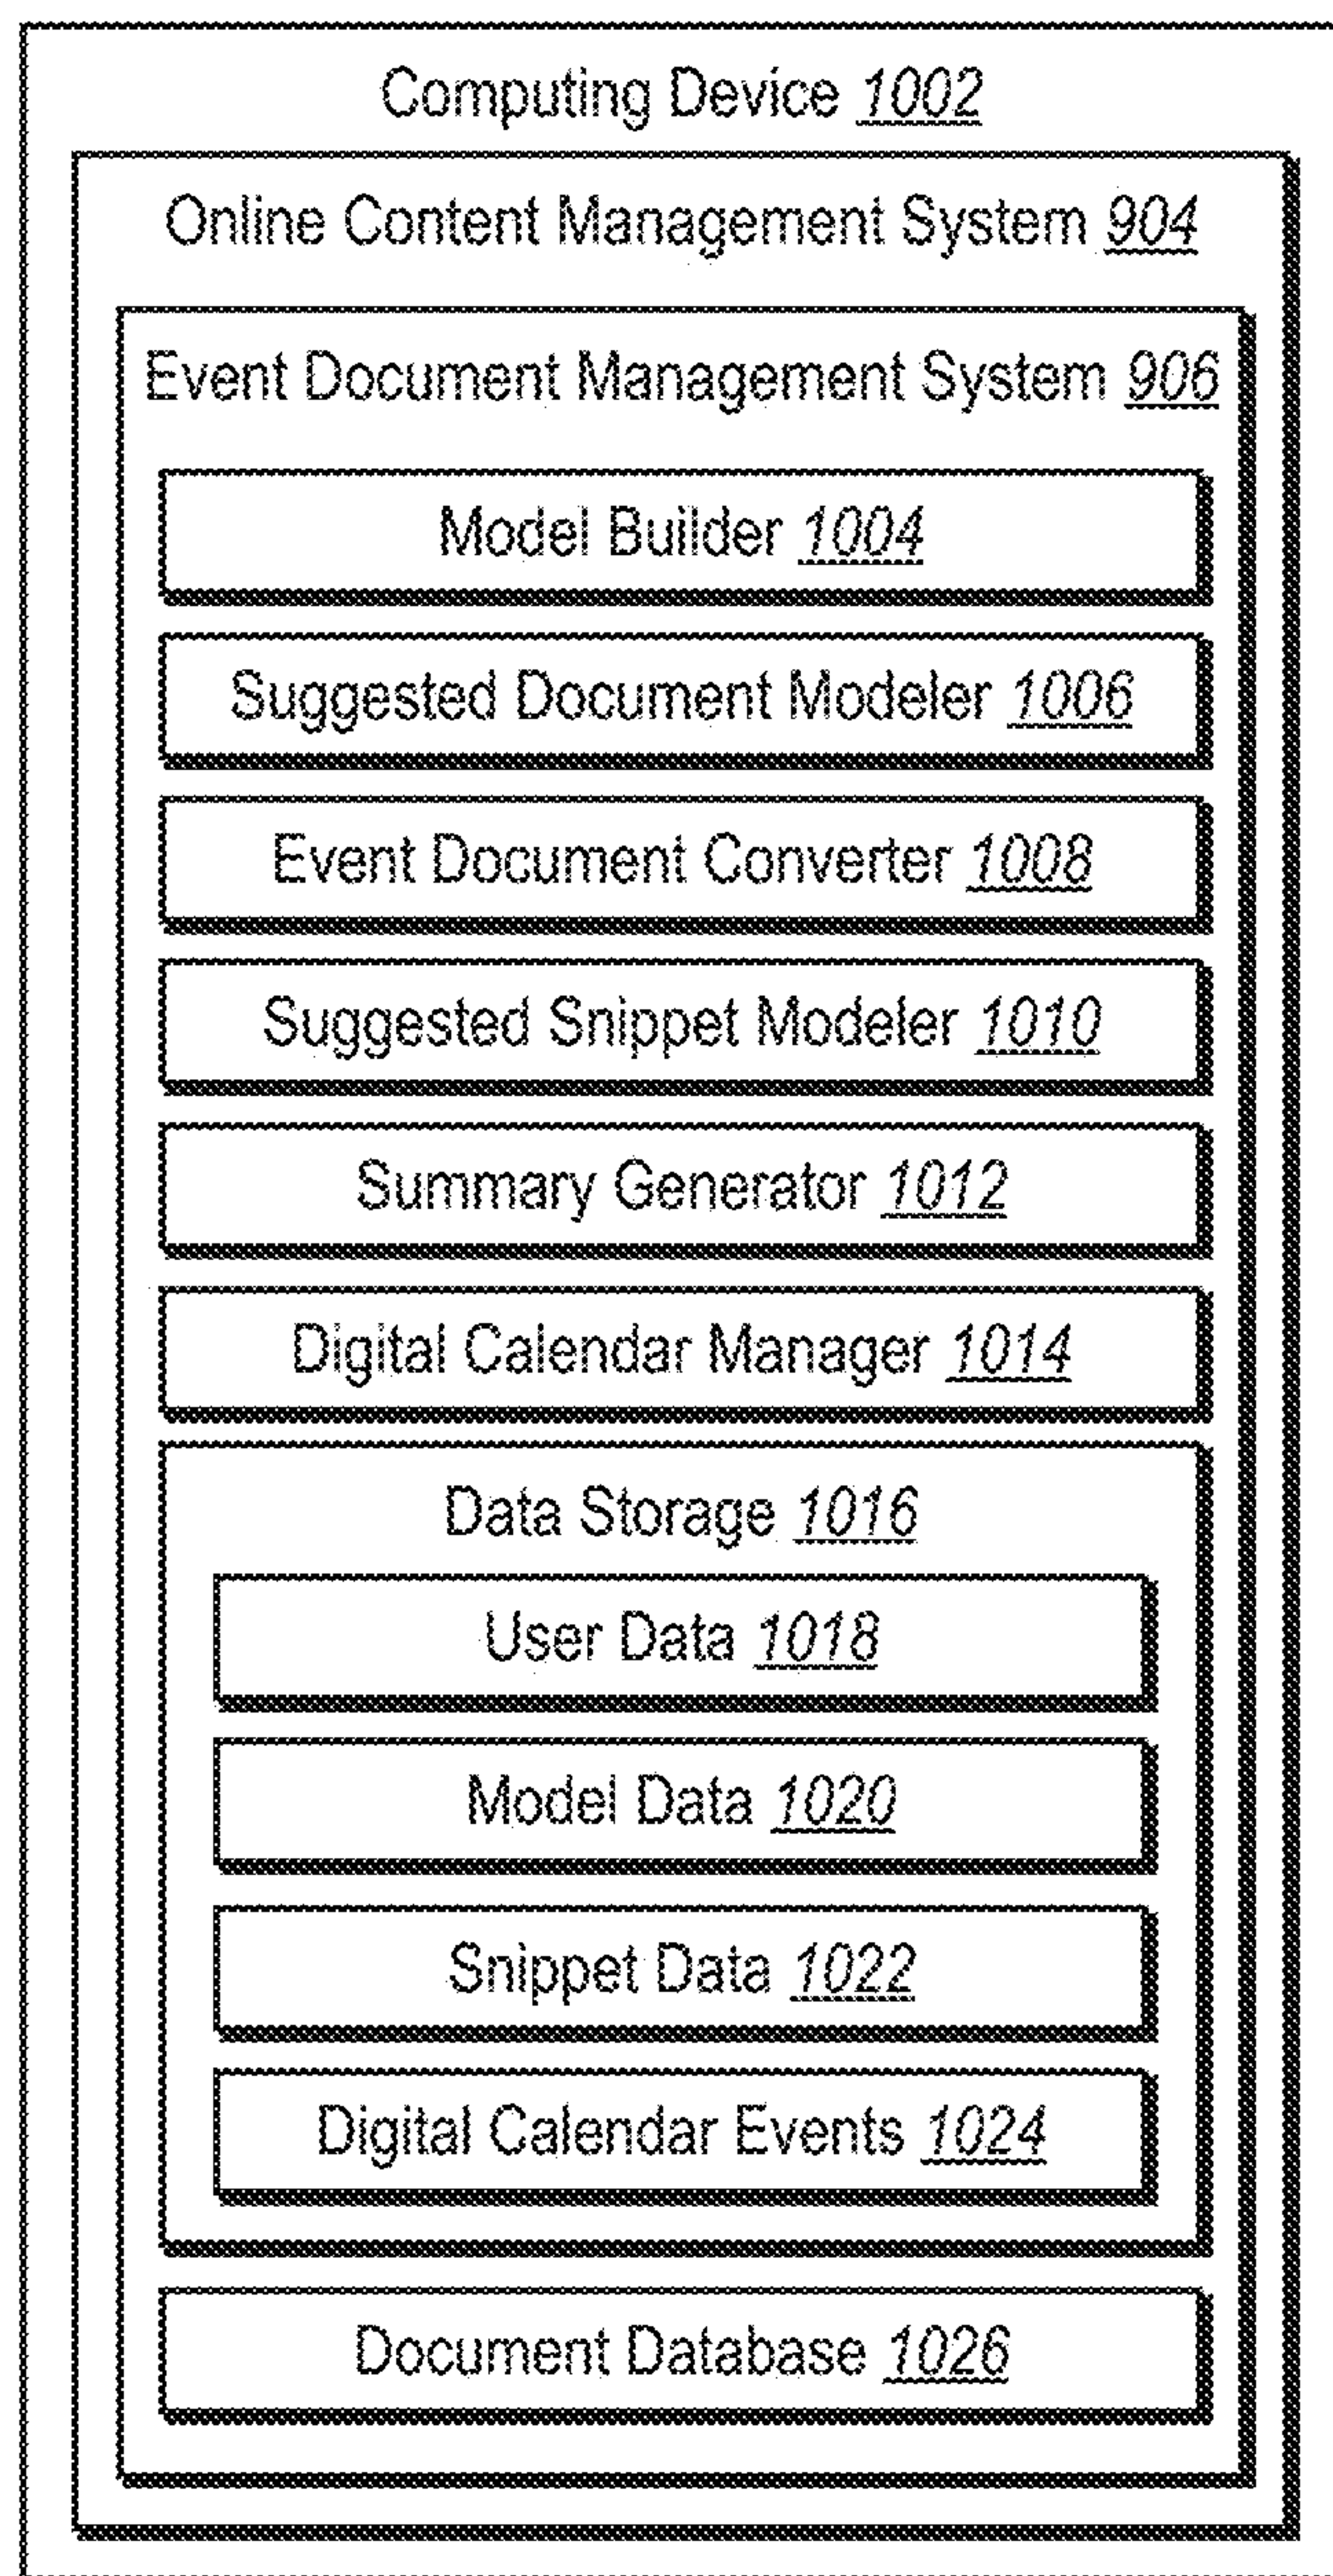 Computing Device 1002
Online Content Management System 904
Event Document Management System 906
Model Builder 1004
Suggested Document Modeler 1006
Event Document Converter 1008
Suggested Snippet Modeler 1010
Summary Generator 1012
Digital Calendar Manager 1014
Data Storage 1016
User Data 1018
Model Data 1020
Snippet Data 1022
Digital Calendar Events 1024
Document Database 1026